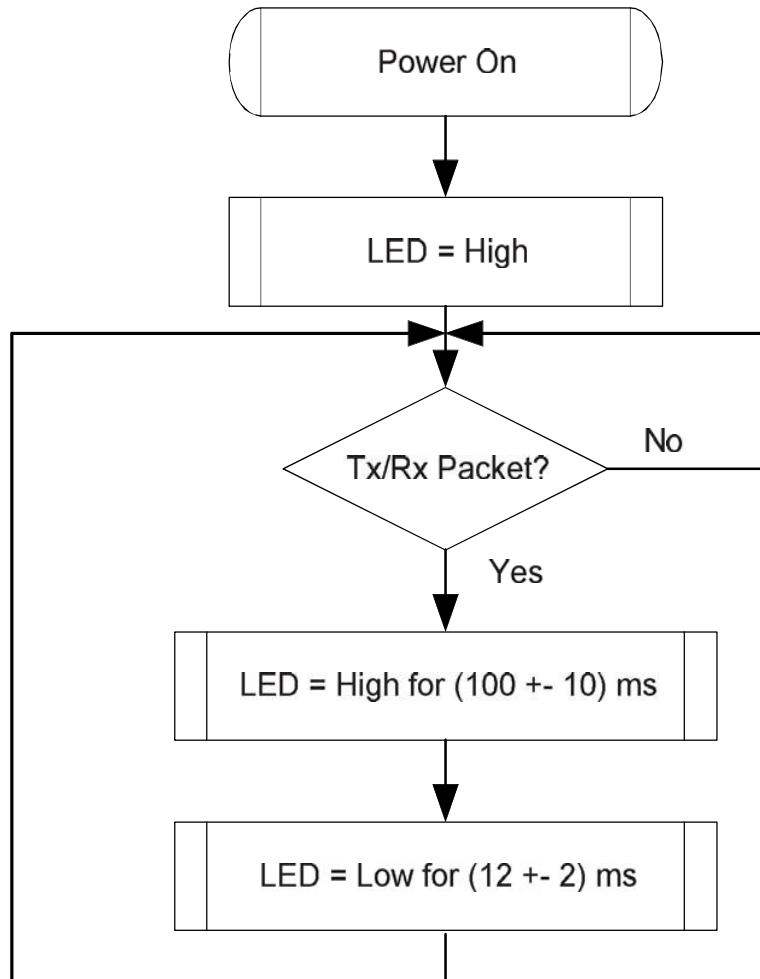 Power On
LED = High
Tx/Rx Packet?
No
Yes
LED = High for (100 +- 10) ms
LED = Low for (12 +- 2) ms